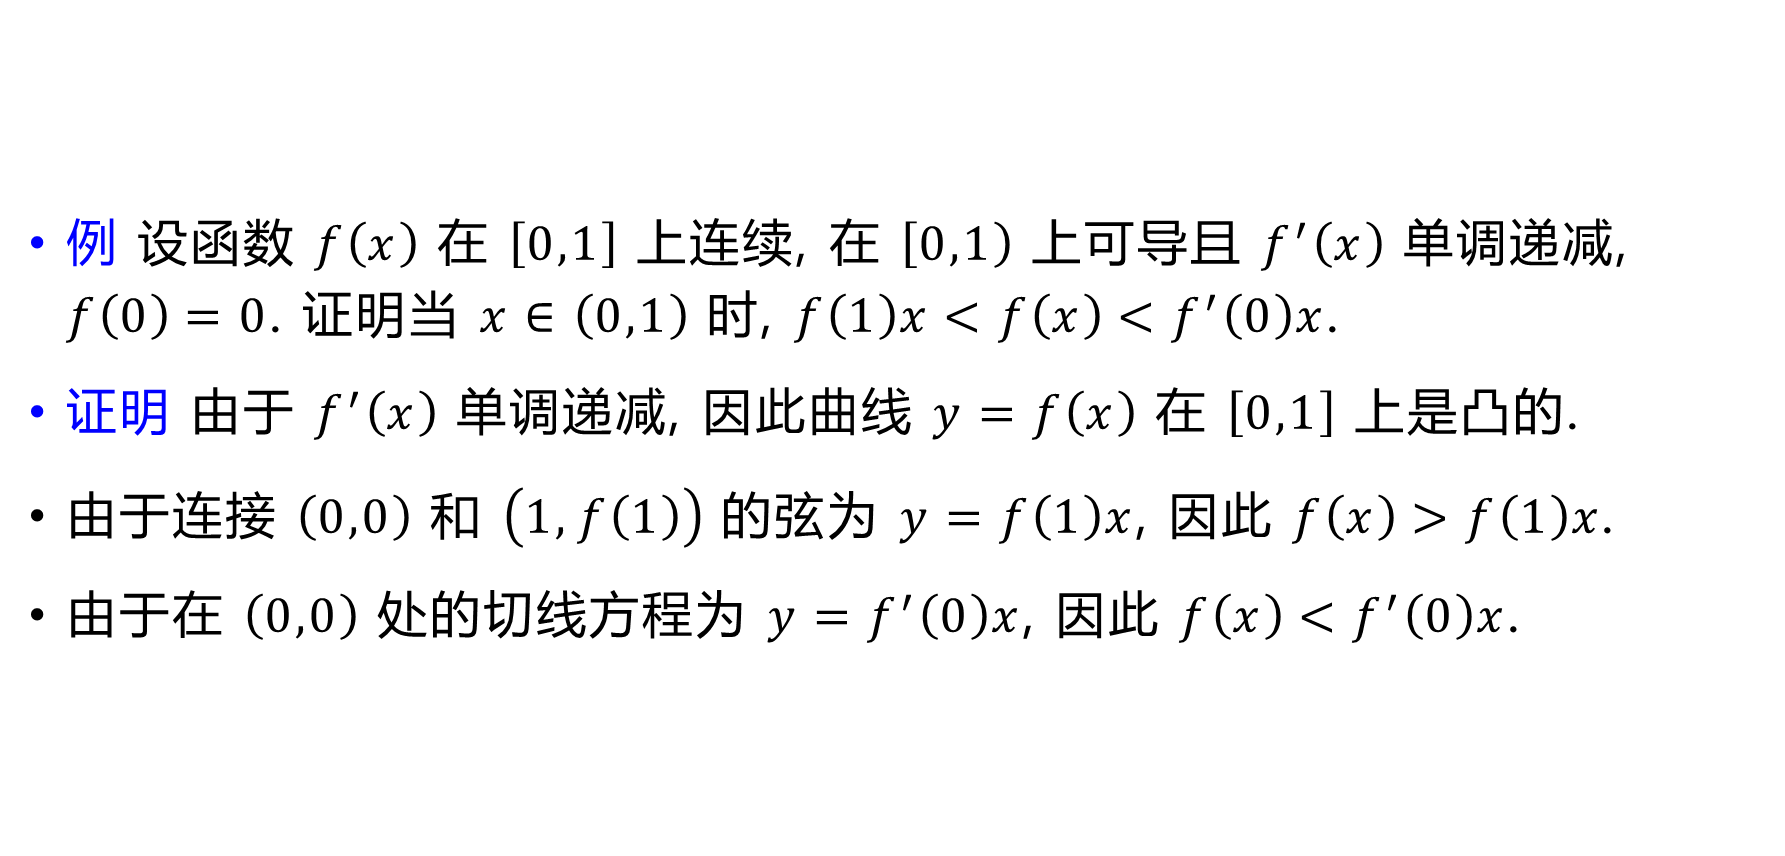 • 例 设函数 f(x) 在 [0,1] 上连续, 在 [0,1) 上可导且 f′(x) 单调递减,
f(0) = 0. 证明当 x ∈ (0,1) 时, f(1)x < f(x) < f′(0)x.
• 证明 由于 f′(x) 单调递减, 因此曲线 y = f(x) 在 [0,1] 上是凸的.
• 由于连接 (0,0) 和 (1, f(1)) 的弦为 y = f(1)x, 因此 f(x) > f(1)x.
• 由于在 (0,0) 处的切线方程为 y = f′(0)x, 因此 f(x) < f′(0)x.